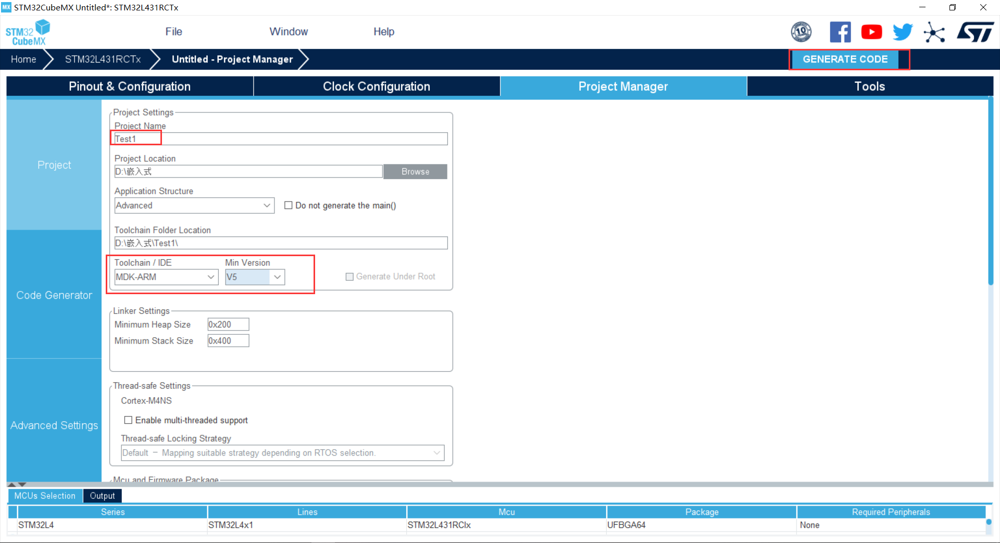 MX STM32CubeMX Untitled*: STM32L431RCTx
STM32
CubeMX
File
Window
Help
10
ST
Home
STM32L431RCTx
Untitled - Project Manager
GENERATE CODE
Pinout & Configuration
Clock Configuration
Project Manager
Tools
Project
Code Generator
Advanced Settings
Project Settings
Project Name
Test1
Project Location
D:\嵌入式
Browse
Application Structure
Advanced
Do not generate the main()
Toolchain Folder Location
D:\嵌入式\Test1\
Toolchain / IDE
Min Version
MDK-ARM
V5
Generate Under Root
Linker Settings
Minimum Heap Size
0x200
Minimum Stack Size
0x400
Thread-safe Settings
Cortex-M4NS
Enable multi-threaded support
Thread-safe Locking Strategy
Default – Mapping suitable strategy depending on RTOS selection.
Mcu and Firmware Package
MCUs Selection
Output
Series
Lines
Mcu
Package
Required Peripherals
STM32L4
STM32L4x1
STM32L431RCIx
UFBGA64
None